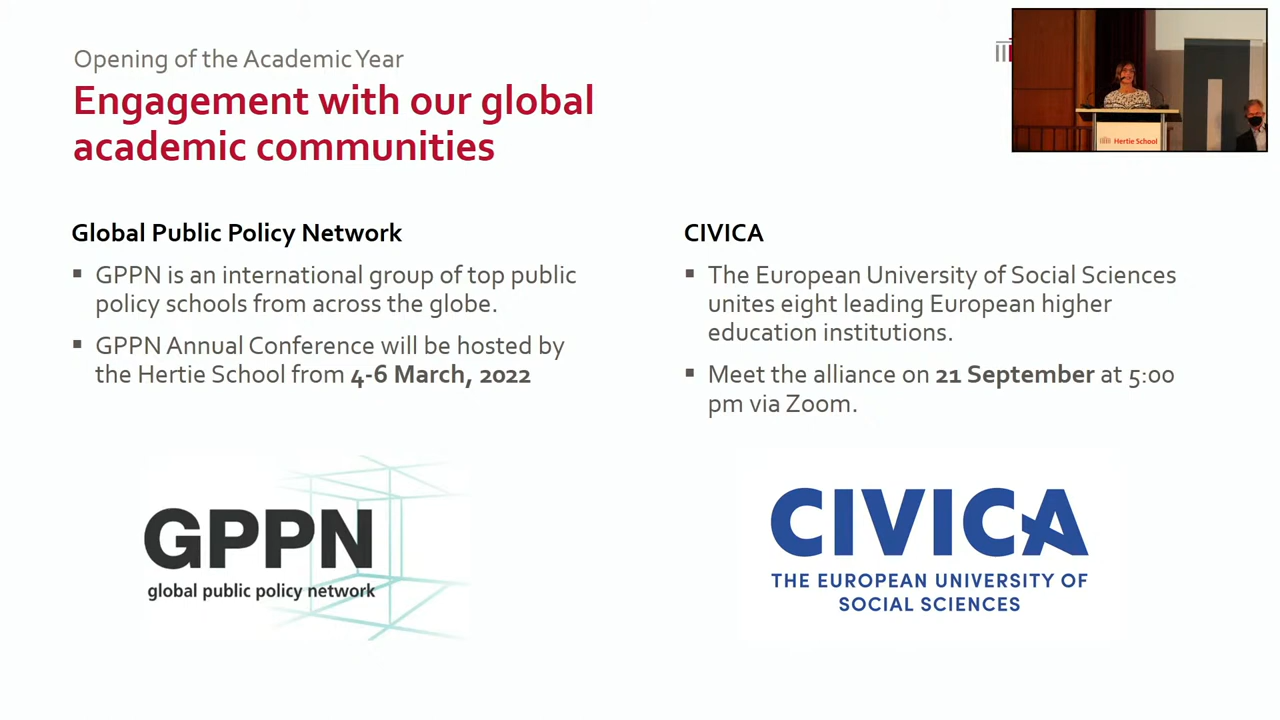 Opening of the Academic Year
Engagement with our global
academic communities
Hertie School
Global Public Policy Network
▪ GPPN is an international group of top public
policy schools from across the globe.
▪ GPPN Annual Conference will be hosted by
the Hertie School from 4-6 March, 2022
GPPN
global public policy network
CIVICA
▪ The European University of Social Sciences
unites eight leading European higher
education institutions.
▪ Meet the alliance on 21 September at 5:00
pm via Zoom.
CIVICA
THE EUROPEAN UNIVERSITY OF
SOCIAL SCIENCES